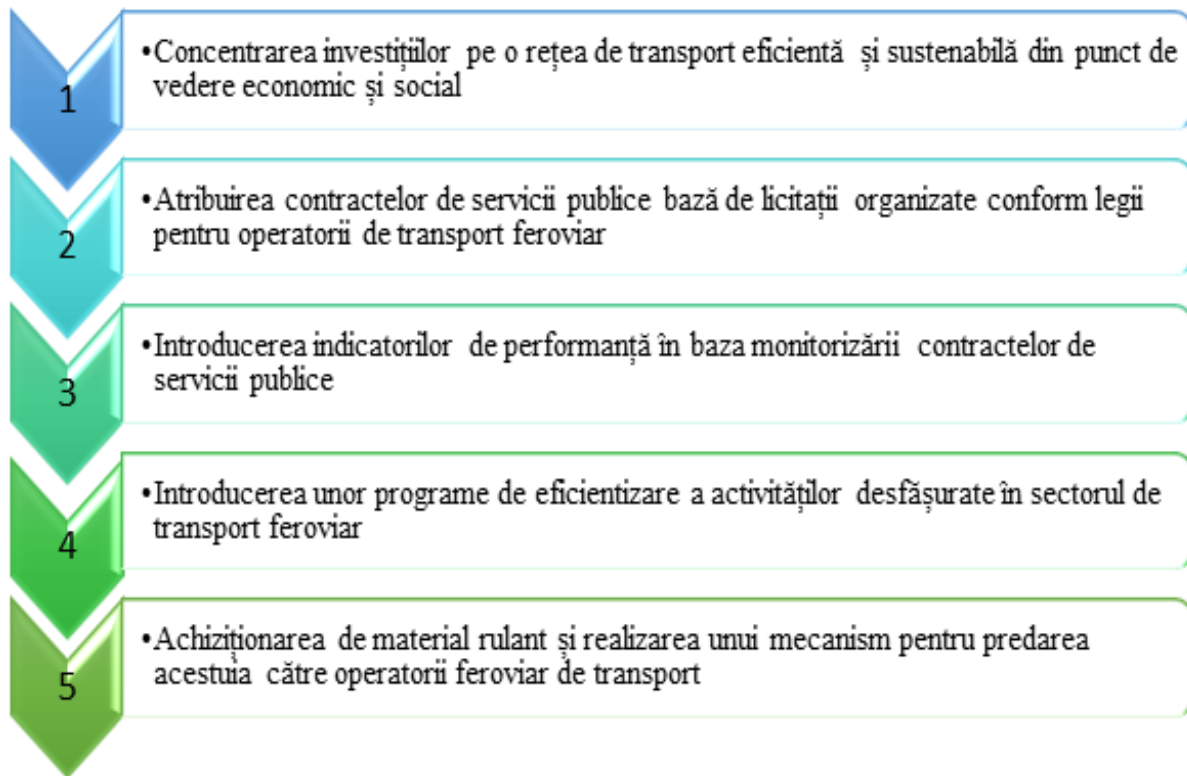 1
•Concentrarea investițiilor pe o rețea de transport eficientă și sustenabilă din punct de
vedere economic și social
2
•Atribuirea contractelor de servicii publice bază de licitații organizate conform legii
pentru operatorii de transport feroviar
3
•Introducerea indicatorilor de performanță în baza monitorizării contractelor de
servicii publice
4
•Introducerea unor programe de eficientizare a activităților desfășurate în sectorul de
transport feroviar
5
•Achiziționarea de material rulant și realizarea unui mecanism pentru predarea
acestuia către operatorii feroviar de transport